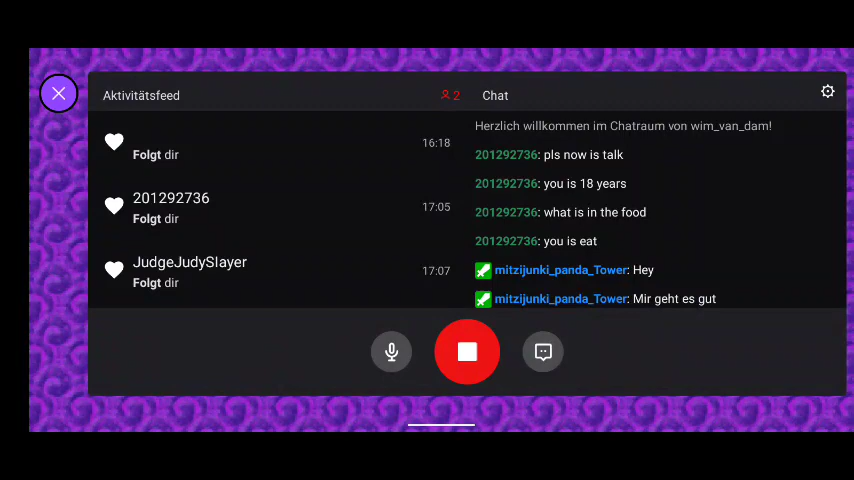 Aktivitätsfeed
2
Chat
Folgt dir
16:18
201292736
Folgt dir
17:05
JudgeJudySlayer
Folgt dir
17:07
Herzlich willkommen im Chatraum von wim_van_dam!
201292736: pls now is talk
201292736: you is 18 years
201292736: what is in the food
201292736: you is eat
mitzijunki_panda_Tower: Hey
mitzijunki_panda_Tower: Mir geht es gut